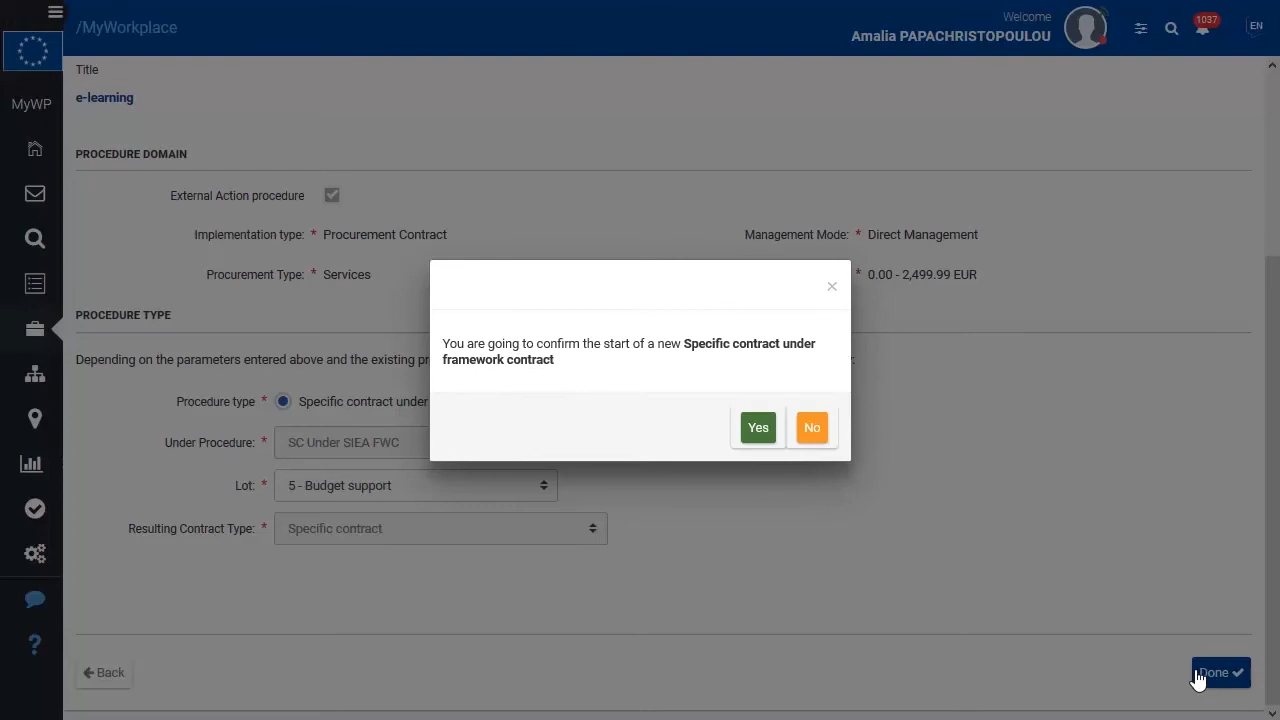 /MyWorkplace
Welcome
Amalia PAPACHRISTOPOULOU
1037
EN
MyWP
Title
e-learning
PROCEDURE DOMAIN
External Action procedure
Implementation type: * Procurement Contract
Management Mode: * Direct Management
Procurement Type: * Services
* 0.00 - 2,499.99 EUR
PROCEDURE TYPE
Depending on the parameters entered above and the existing pr
Procedure type * Specific contract under
Under Procedure: * SC Under SIEA FWC
Lot: * 5 - Budget support
Resulting Contract Type: * Specific contract
×
You are going to confirm the start of a new Specific contract under
framework contract
Yes
No
Back
Done